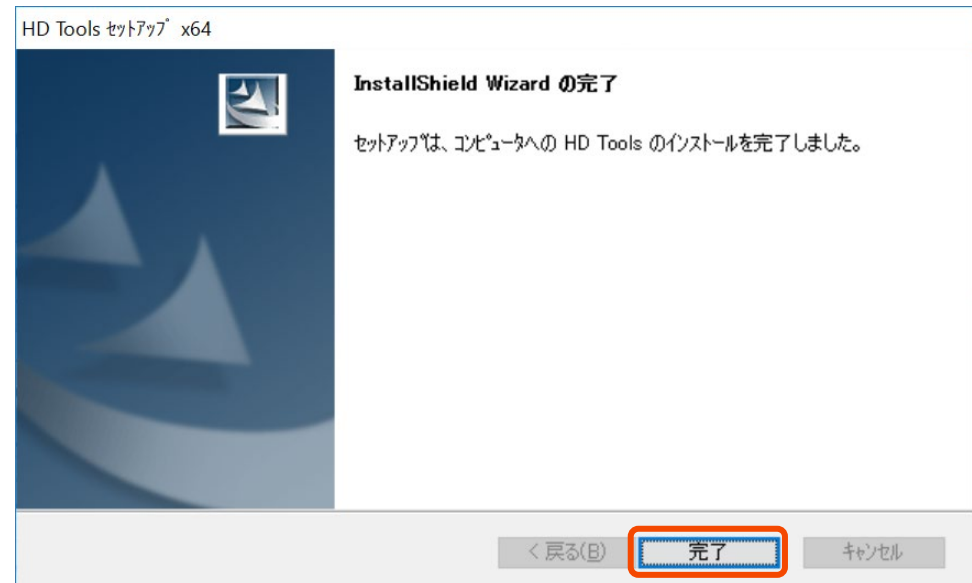 HD Tools ｾｯﾄｱｯﾌﾟ x64
InstallShield Wizard の完了
ｾｯﾄｱｯﾌﾟは、ｺﾝﾋﾟｭｰﾀへの HD Tools のｲﾝｽﾄｰﾙを完了しました。
< 戻る(B)
完了
ｷｬﾝｾﾙ